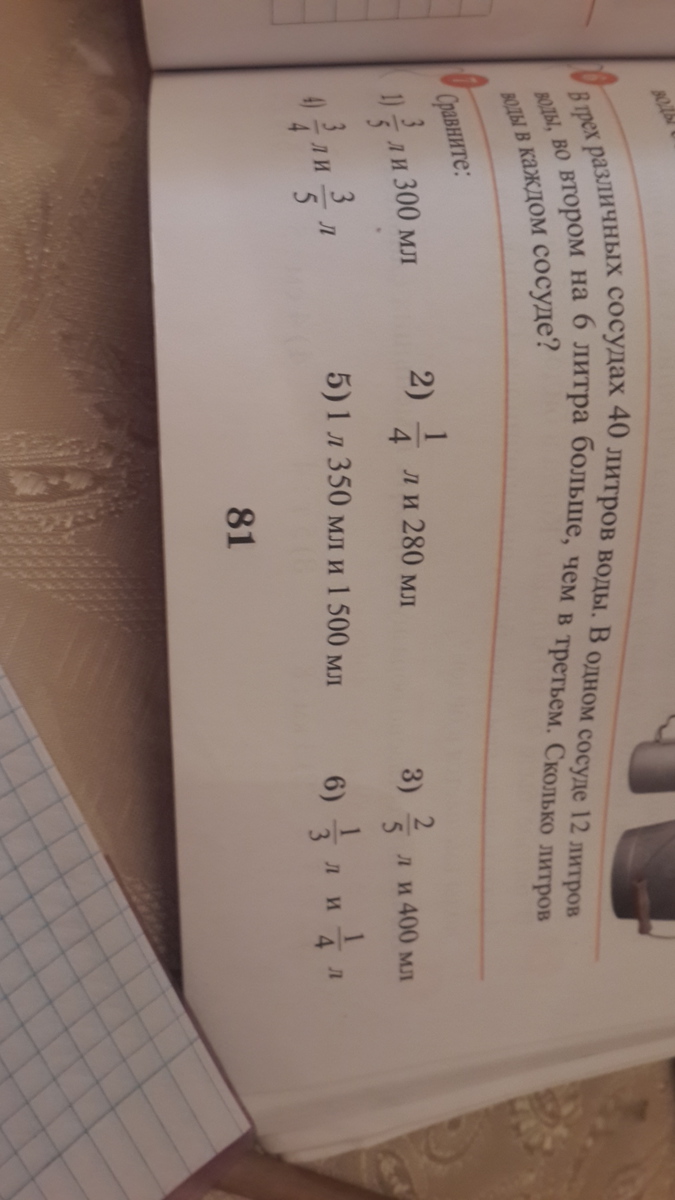 6
В трех различных сосудах 40 литров воды. В одном сосуде 12 литров
воды, во втором на 6 литра больше, чем в третьем. Сколько литров
воды в каждом сосуде?
7
Сравните:
1) 3/5 л и 300 мл 2) 1/4 л и 280 мл 3) 2/5 л и 400 мл
4) 3/4 л и 3/5 л 5) 1 л 350 мл и 1 500 мл 6) 1/3 л и 1/4 л
81